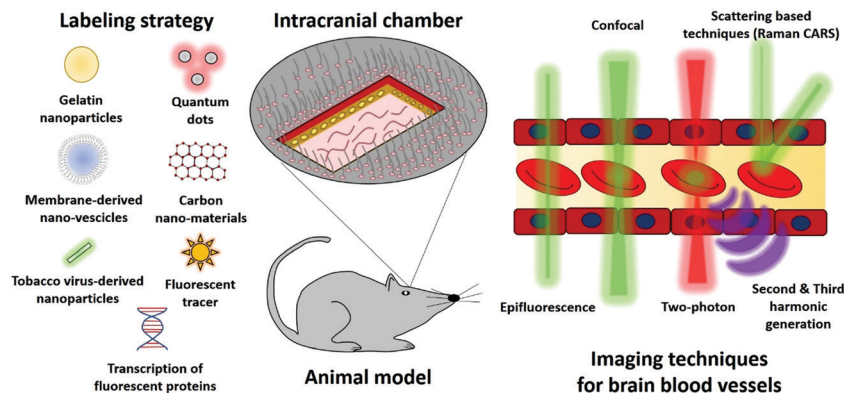 Labeling strategy
Gelatin
nanoparticles
Quantum
dots
Membrane-derived
nano-vesicles
Carbon
nano-materials
Tobacco virus-derived
nanoparticles
Fluorescent
tracer
Transcription of
fluorescent proteins
Intracranial chamber
Animal model
Confocal
Scattering based
techniques (Raman CARS)
Epifluorescence
Two-photon
Second & Third
harmonic
generation
Imaging techniques
for brain blood vessels